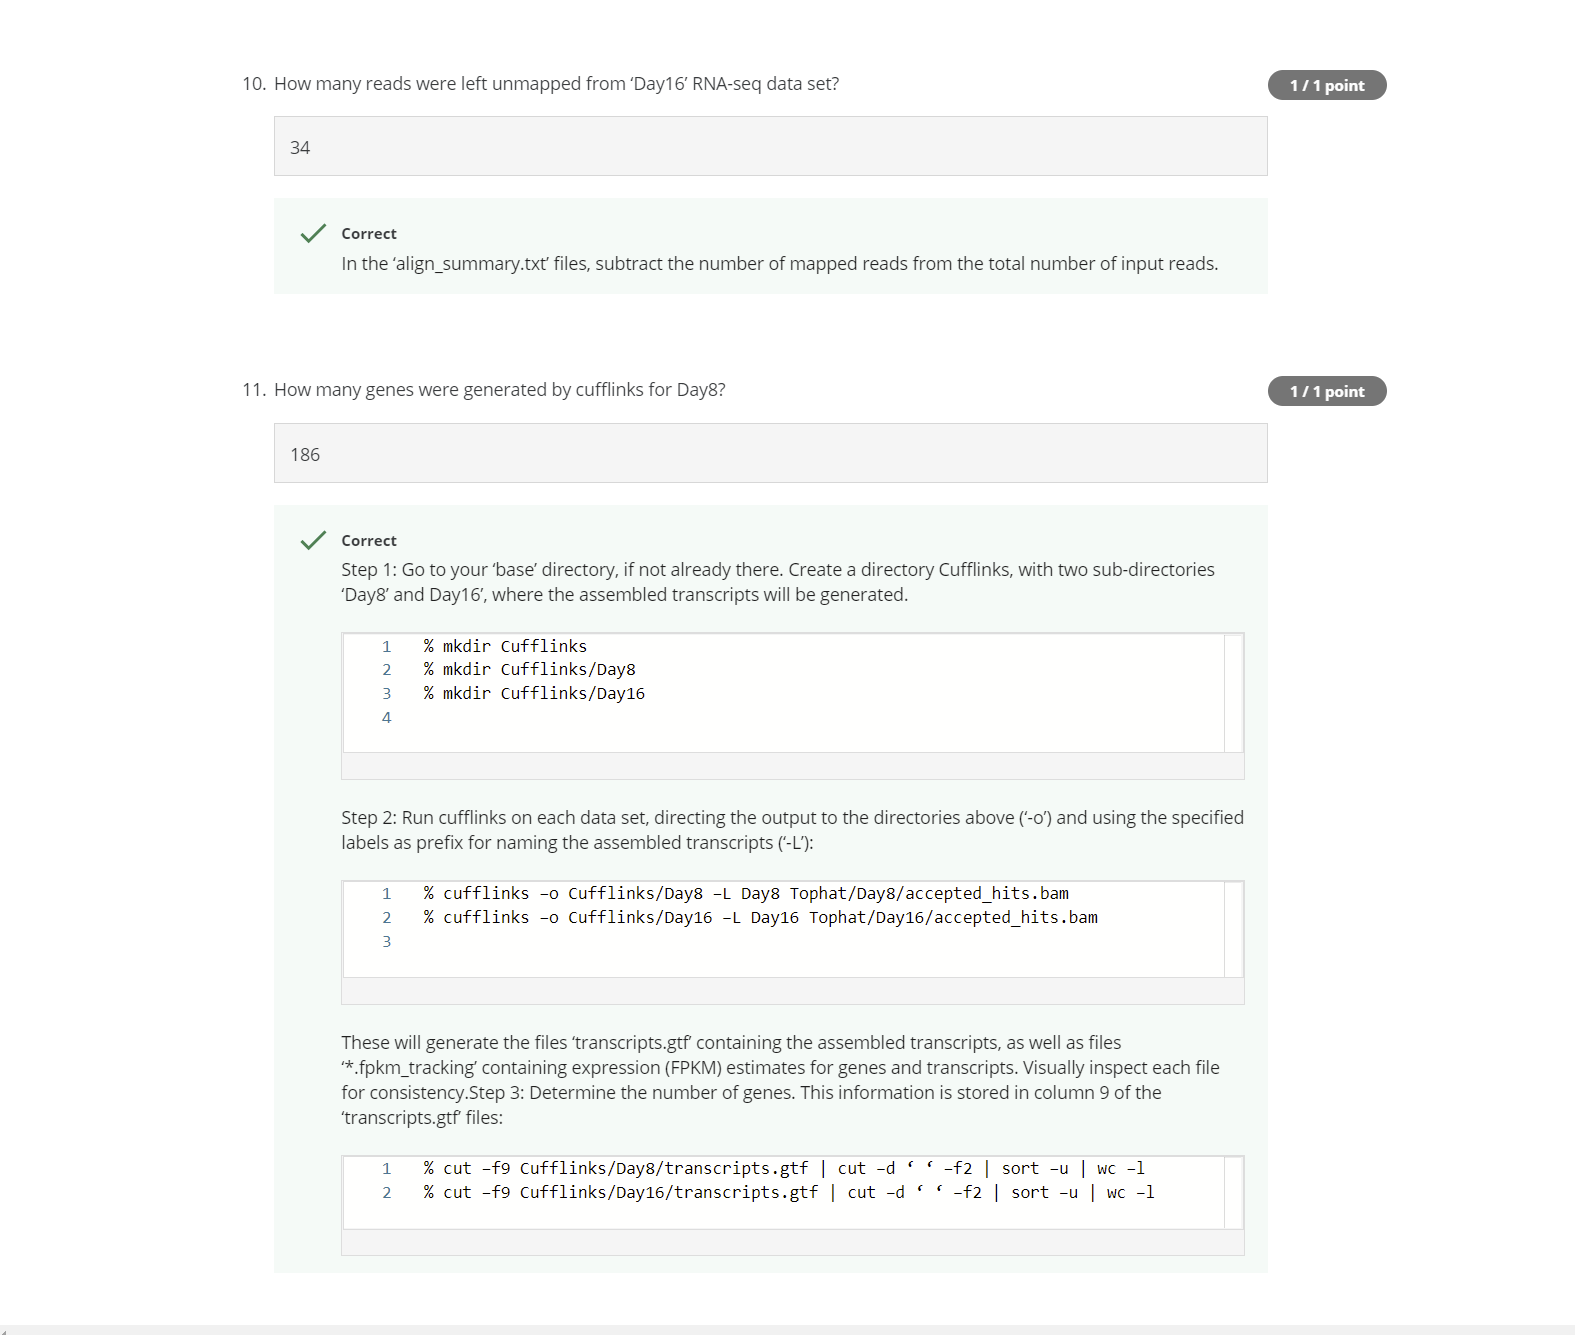 10. How many reads were left unmapped from ‘Day16’ RNA-seq data set?
1 / 1 point
34
Correct
In the ‘align_summary.txt’ files, subtract the number of mapped reads from the total number of input reads.
11. How many genes were generated by cufflinks for Day8?
1 / 1 point
186
Correct
Step 1: Go to your ‘base’ directory, if not already there. Create a directory Cufflinks, with two sub-directories
‘Day8’ and Day16’, where the assembled transcripts will be generated.
1 % mkdir Cufflinks
2 % mkdir Cufflinks/Day8
3 % mkdir Cufflinks/Day16
4
Step 2: Run cufflinks on each data set, directing the output to the directories above (‘-o’) and using the specified
labels as prefix for naming the assembled transcripts (‘-L’):
1 % cufflinks –o Cufflinks/Day8 –L Day8 Tophat/Day8/accepted_hits.bam
2 % cufflinks –o Cufflinks/Day16 –L Day16 Tophat/Day16/accepted_hits.bam
3
These will generate the files ‘transcripts.gtf’ containing the assembled transcripts, as well as files
‘*.fpkm_tracking’ containing expression (FPKM) estimates for genes and transcripts. Visually inspect each file
for consistency.Step 3: Determine the number of genes. This information is stored in column 9 of the
‘transcripts.gtf’ files:
1 % cut –f9 Cufflinks/Day8/transcripts.gtf | cut –d ‘ ‘ –f2 | sort –u | wc –l
2 % cut –f9 Cufflinks/Day16/transcripts.gtf | cut –d ‘ ‘ –f2 | sort –u | wc –l